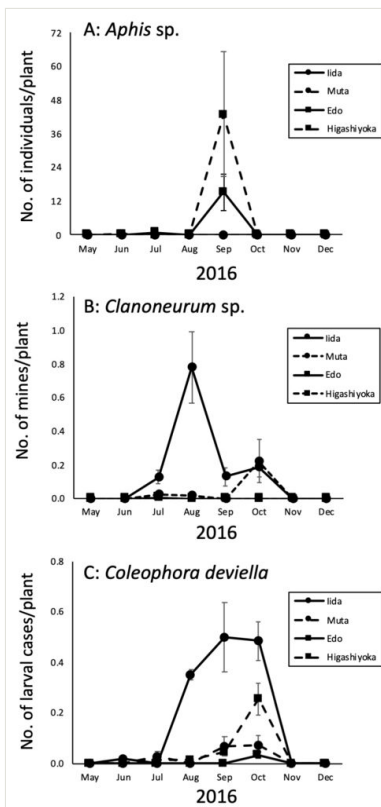 A: Aphis sp.
No. of individuals/plant
72
60
48
36
24
12
0
Iida
Muta
Edo
Higashiyoka
May Jun Jul Aug Sep Oct Nov Dec
2016
B: Clanoneurum sp.
No. of mines/plant
1.2
1.0
0.8
0.6
0.4
0.2
0.0
Iida
Muta
Edo
Higashiyoka
May Jun Jul Aug Sep Oct Nov Dec
2016
C: Coleophora deviella
No. of larval cases/plant
0.8
0.6
0.4
0.2
0.0
Iida
Muta
Edo
Higashiyoka
May Jun Jul Aug Sep Oct Nov Dec
2016